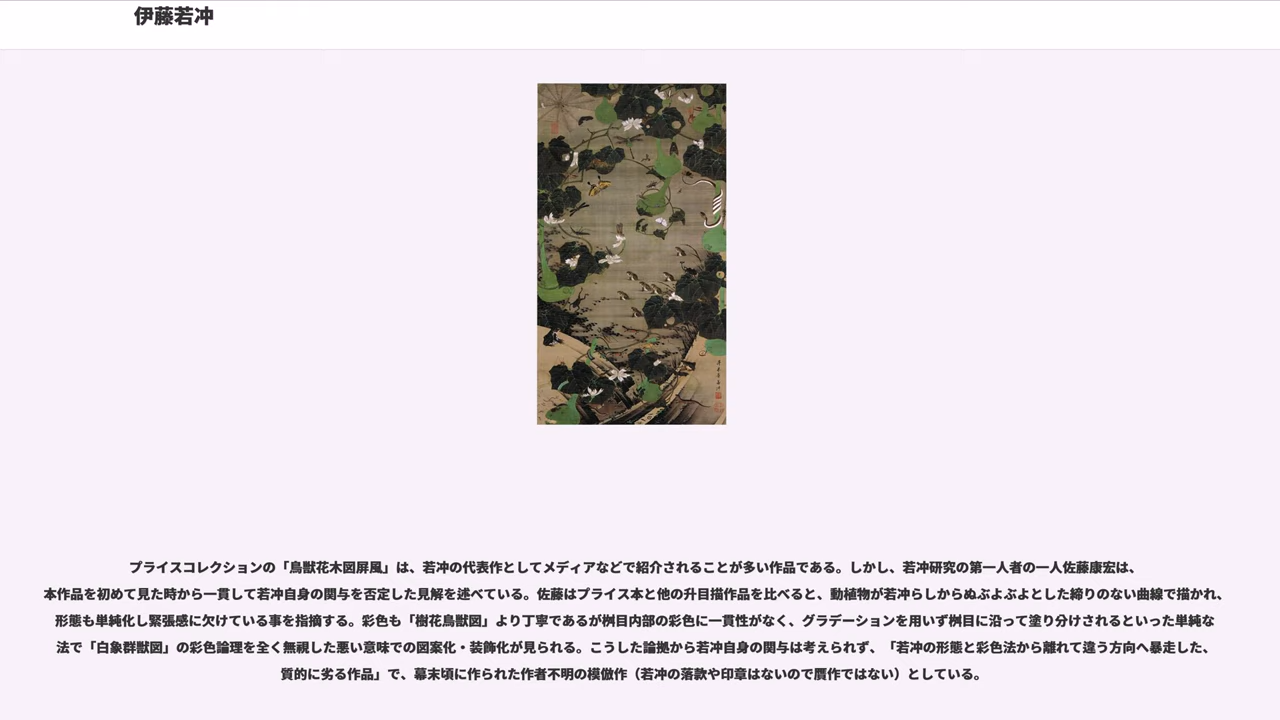 伊藤若冲
プライスコレクションの「鳥獣花木図屏風」は、若冲の代表作としてメディアなどで紹介されることが多い作品である。しかし、若冲研究の第一人者の一人佐藤康宏は、
本作品を初めて見た時から一貫して若冲自身の関与を否定した見解を述べている。佐藤はプライス本と他の升目描作品を比べると、動植物が若冲らしからぬぶよぶよとした締りのない曲線で描かれ、
形態も単純化し緊張感に欠けている事を指摘する。彩色も「樹花鳥獣図」より丁寧であるが桝目内部の彩色に一貫性がなく、グラデーションを用いず桝目に沿って塗り分けされるといった単純な
法で「白象群獣図」の彩色論理を全く無視した悪い意味での図案化・装飾化が見られる。こうした論拠から若冲自身の関与は考えられず、「若冲の形態と彩色法から離れて違う方向へ暴走した、
質的に劣る作品」で、幕末頃に作られた作者不明の模倣作（若冲の落款や印章はないので贋作ではない）としている。